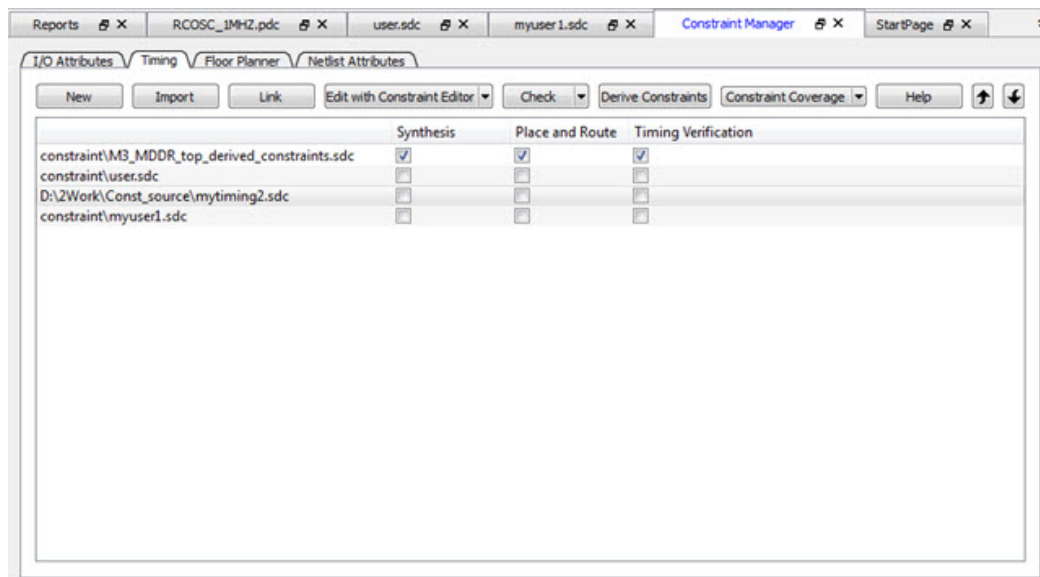 Reports RCOSC_1MHZ.pdc user.sdc myuser1.sdc Constraint Manager StartPage
I/O Attributes Timing Floor Planner Netlist Attributes
New Import Link Edit with Constraint Editor Check Derive Constraints Constraint Coverage Help
Synthesis Place and Route Timing Verification
constraint\M3_MDDR_top_derived_constraints.sdc
constraint\user.sdc
D:\2Work\Const_source\mytiming2.sdc
constraint\myuser1.sdc